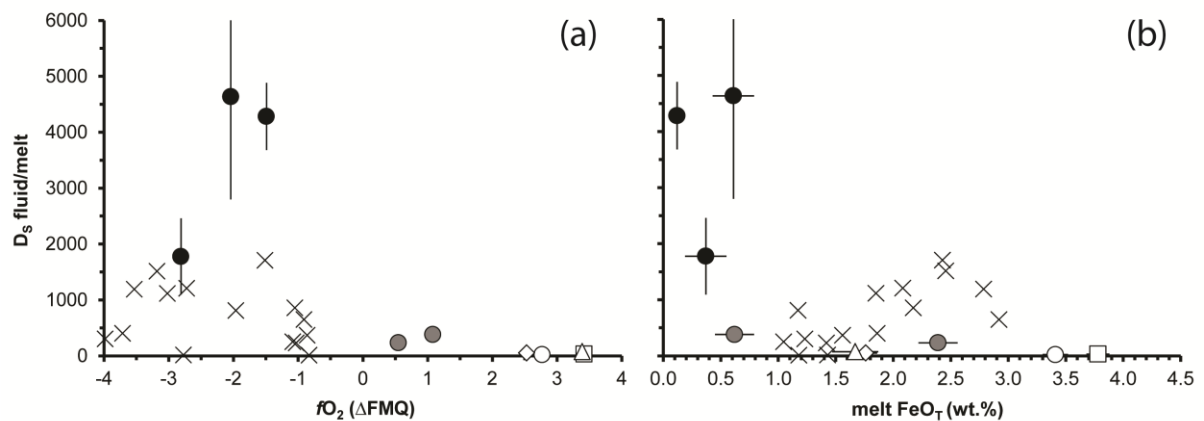 (a)
(b)
6000
5000
4000
3000
2000
1000
0
D_S fluid/melt
-4 -3 -2 -1 0 1 2 3 4
fO₂ (ΔFMQ)
0.0 0.5 1.0 1.5 2.0 2.5 3.0 3.5 4.0 4.5
melt FeO_T (wt.%)